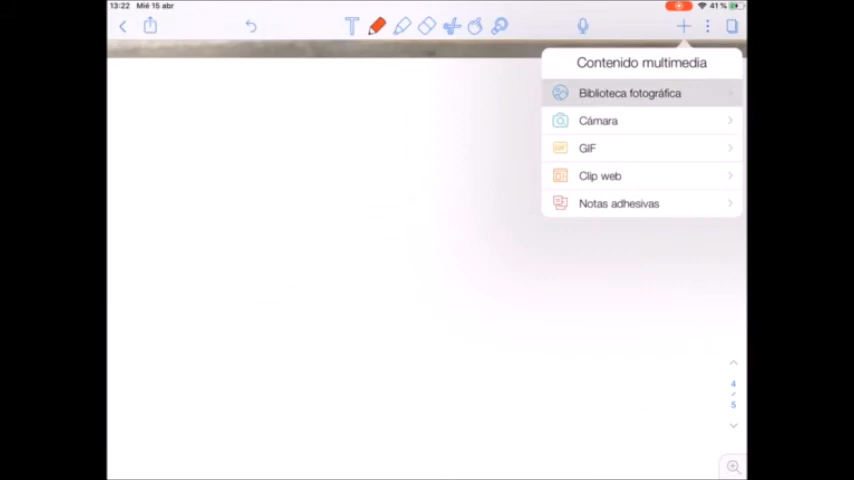 13:22 Mié 15 abr
41 %
T
Contenido multimedia
Biblioteca fotográfica
Cámara
GIF
Clip web
Notas adhesivas
4
5